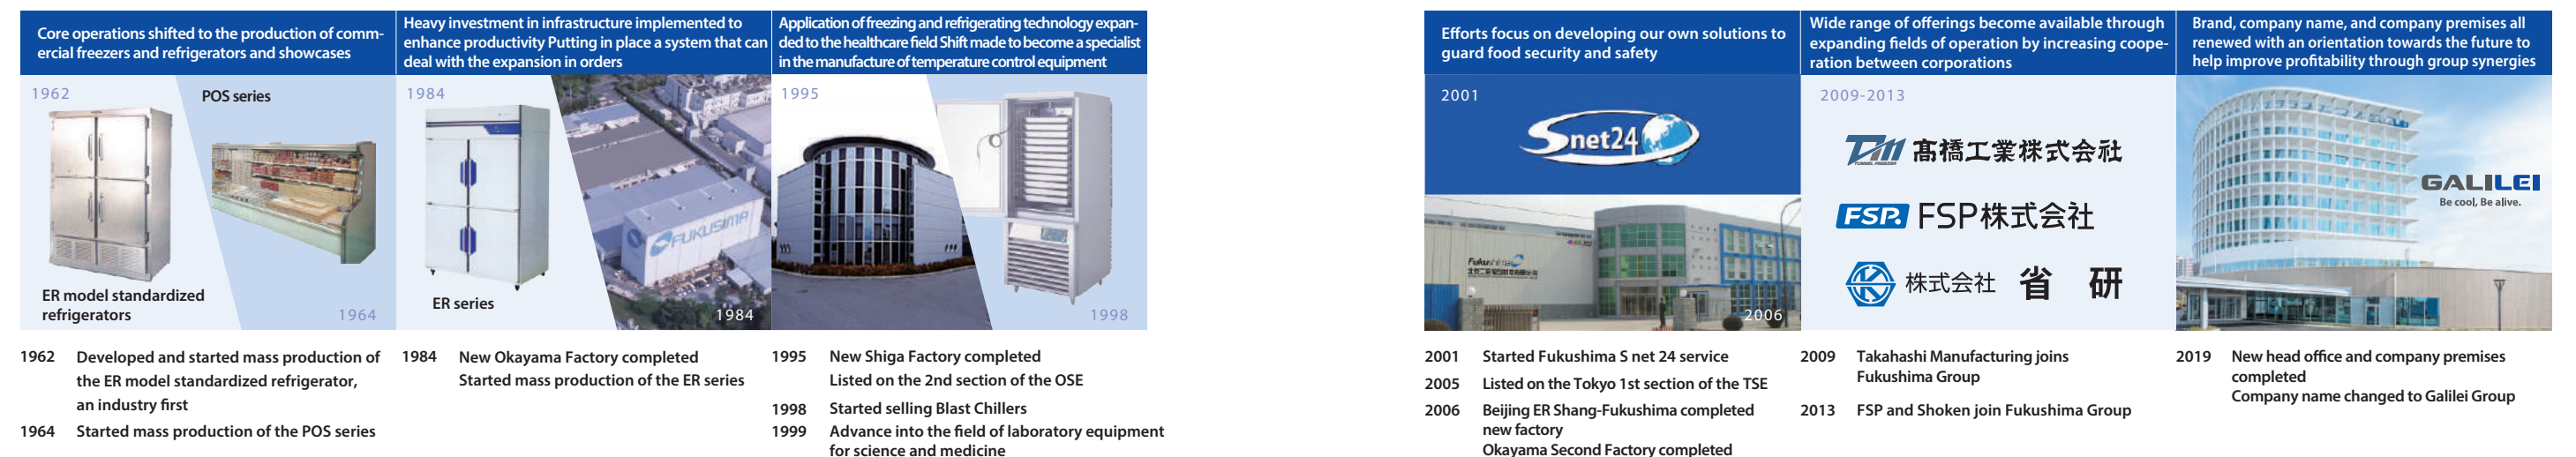 Core operations shifted to the production of comm-
ercial freezers and refrigerators and showcases
1962
POS series
ER model standardized
refrigerators
1964
1962 Developed and started mass production of
the ER model standardized refrigerator,
an industry first
1964 Started mass production of the POS series
Heavy investment in infrastructure implemented to
enhance productivity Putting in place a system that can
deal with the expansion in orders
1984
FUKUSIMA
ER series
1984
1984 New Okayama Factory completed
Started mass production of the ER series
Application of freezing and refrigerating technology expan-
ded to the healthcare field Shift made to become a specialist
in the manufacture of temperature control equipment
1995
1998
1995 New Shiga Factory completed
Listed on the 2nd section of the OSE
1998 Started selling Blast Chillers
1999 Advance into the field of laboratory equipment
for science and medicine
Efforts focus on developing our own solutions to
guard food security and safety
2001
Snet24
Fukushima
2006
2001 Started Fukushima S net 24 service
2005 Listed on the Tokyo 1st section of the TSE
2006 Beijing ER Shang-Fukushima completed
new factory
Okayama Second Factory completed
Wide range of offerings become available through
expanding fields of operation by increasing coope-
ration between corporations
2009-2013
TM 髙橋工業株式会社
TUNNEL FREEZER
FSP. FSP株式会社
K 株式会社 省 研
2009 Takahashi Manufacturing joins
Fukushima Group
2013 FSP and Shoken join Fukushima Group
Brand, company name, and company premises all
renewed with an orientation towards the future to
help improve profitability through group synergies
GALILEI
Be cool, Be alive.
2019 New head office and company premises
completed
Company name changed to Galilei Group